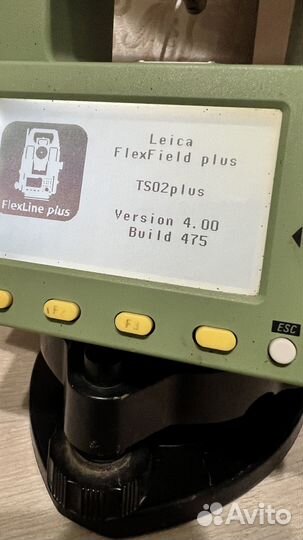 Leica
FlexField plus
TS02plus
Version 4.00
Build 475
FlexLine plus
F2
F3
ESC
Avito